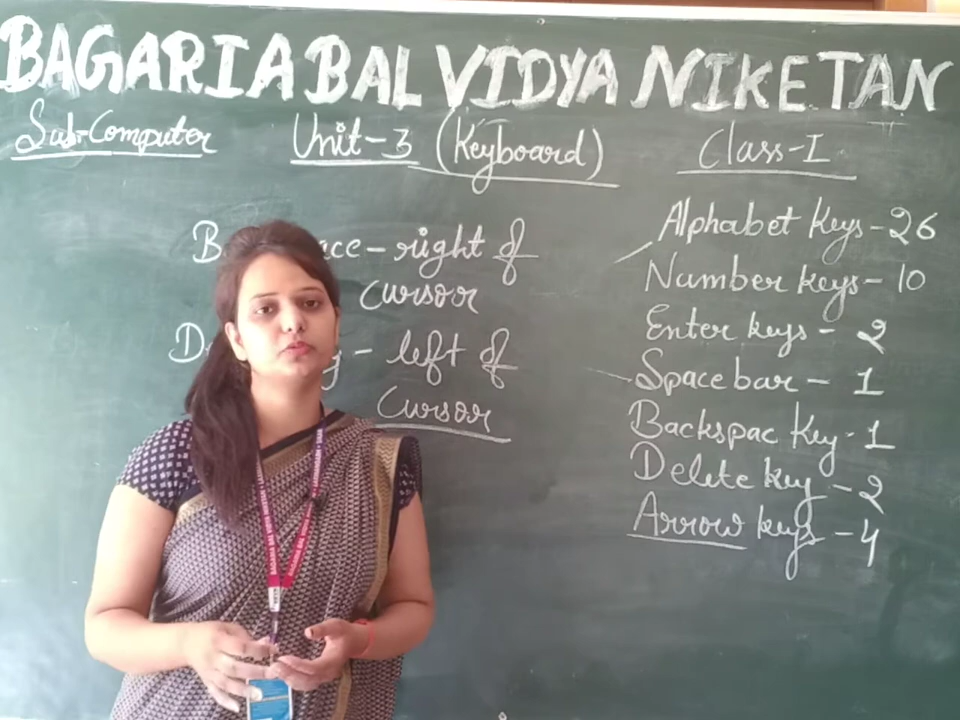 BAGARIA BAL VIDYA NIKETAN
Sub:-Computer Unit-3 (Keyboard) Class-I
right of
cursor
left of
Cursor
Alphabet Keys-26
Number keys-10
Enter keys-2
Space bar-1
Backspac Key-1
Delete key-2
Arrow keys-4